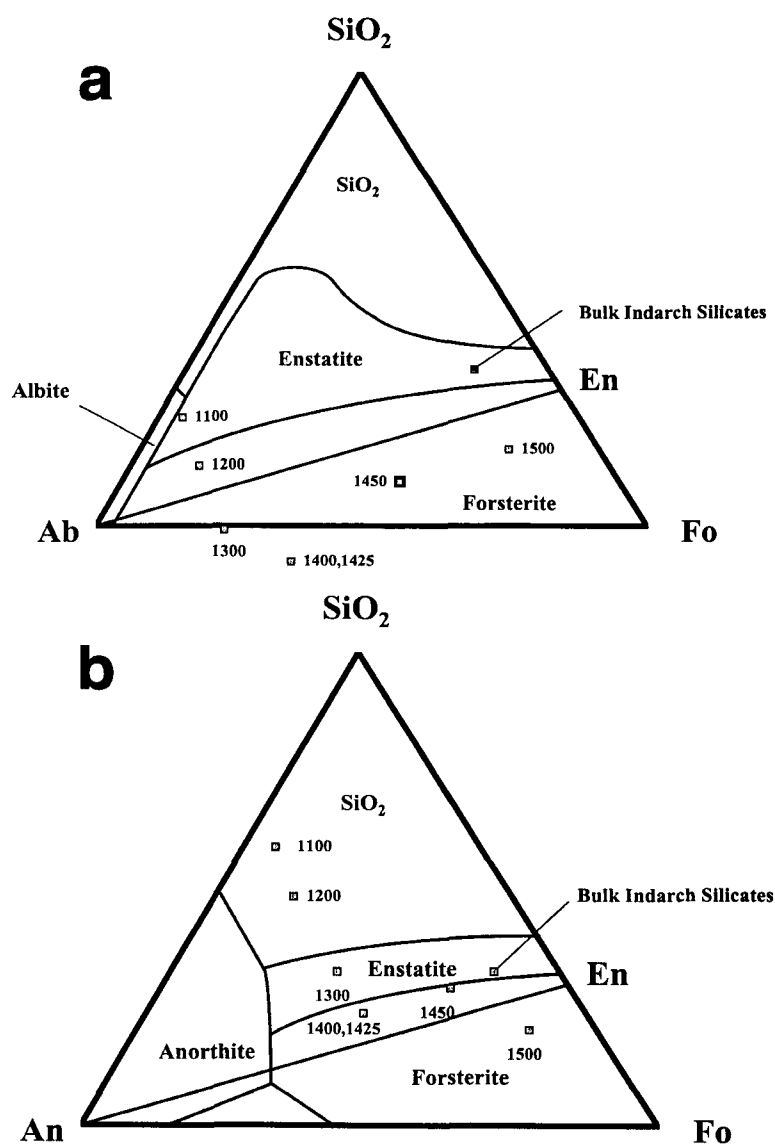 SiO₂
a
SiO₂
Bulk Indarch Silicates
Enstatite
En
Albite
1100
1200
1500
1450
Forsterite
Ab
Fo
1300
1400,1425
SiO₂
b
SiO₂
1100
Bulk Indarch Silicates
1200
Enstatite
En
1300
1450
1400,1425
1500
Anorthite
Forsterite
An
Fo